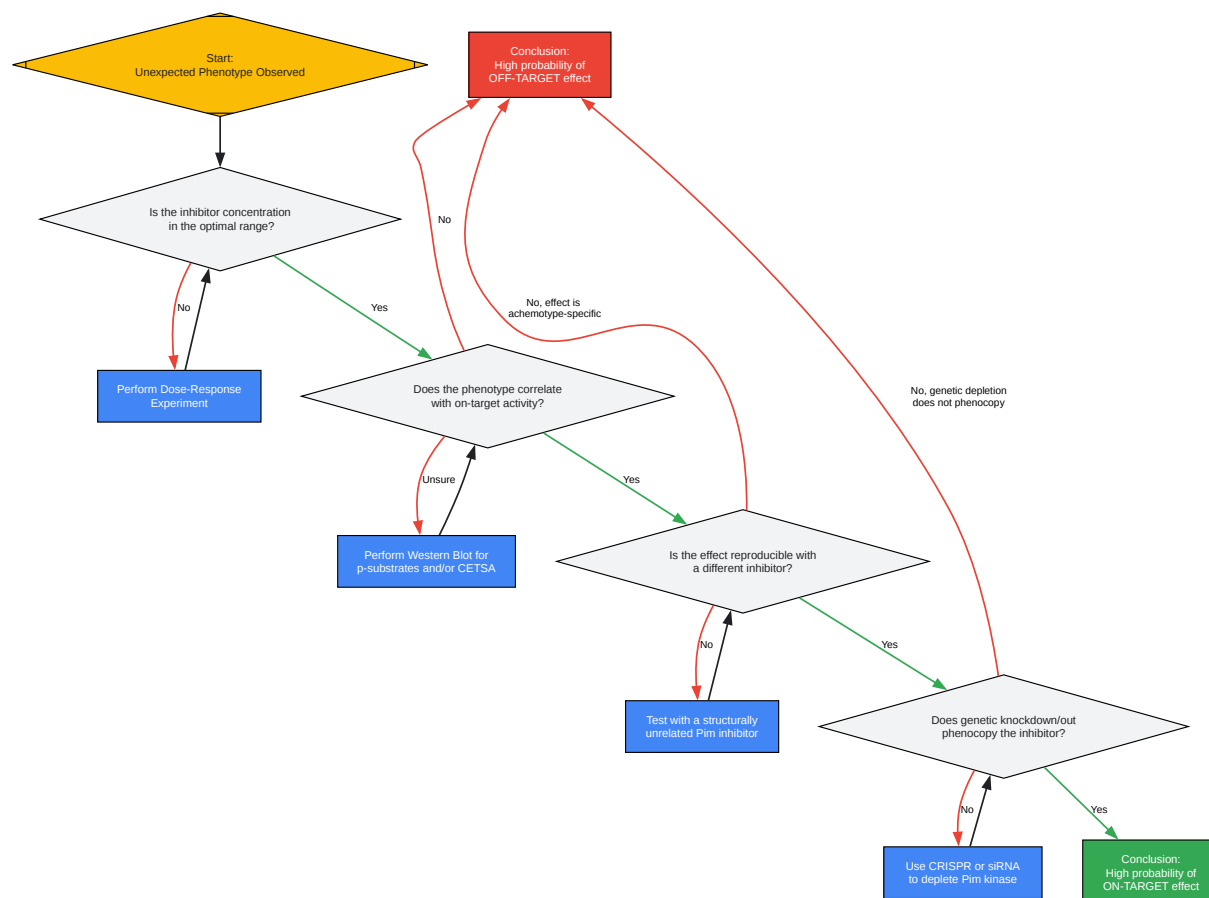 Start:
Unexpected Phenotype Observed
Conclusion:
High probability of
OFF-TARGET effect
Is the inhibitor concentration
in the optimal range?
No
No
Yes
No, effect is
achemotype-specific
Perform Dose-Response
Experiment
Does the phenotype correlate
with on-target activity?
No, genetic depletion
does not phenocopy
Unsure
Yes
Perform Western Blot for
p-substrates and/or CETSA
Is the effect reproducible with
a different inhibitor?
No
Yes
Test with a structurally
unrelated Pim inhibitor
Does genetic knockdown/out
phenocopy the inhibitor?
No
Yes
Use CRISPR or siRNA
to deplete Pim kinase
Conclusion:
High probability of
ON-TARGET effect